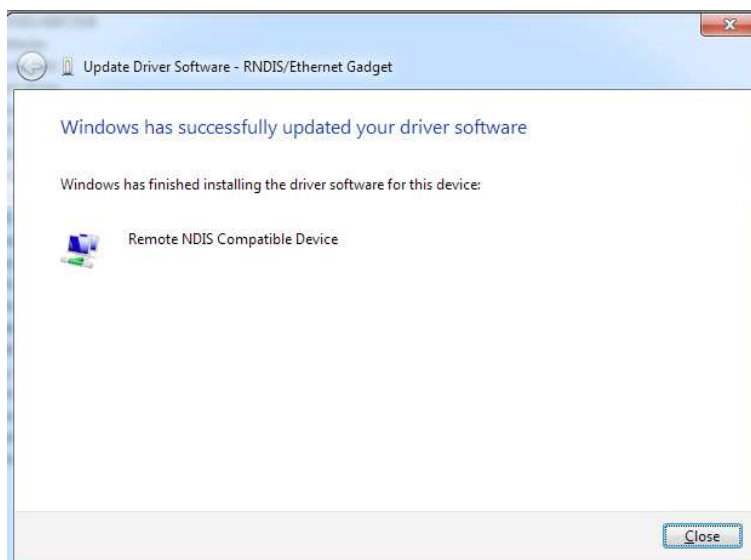 Update Driver Software - RNDIS/Ethernet Gadget
Windows has successfully updated your driver software
Windows has finished installing the driver software for this device:
Remote NDIS Compatible Device
Close